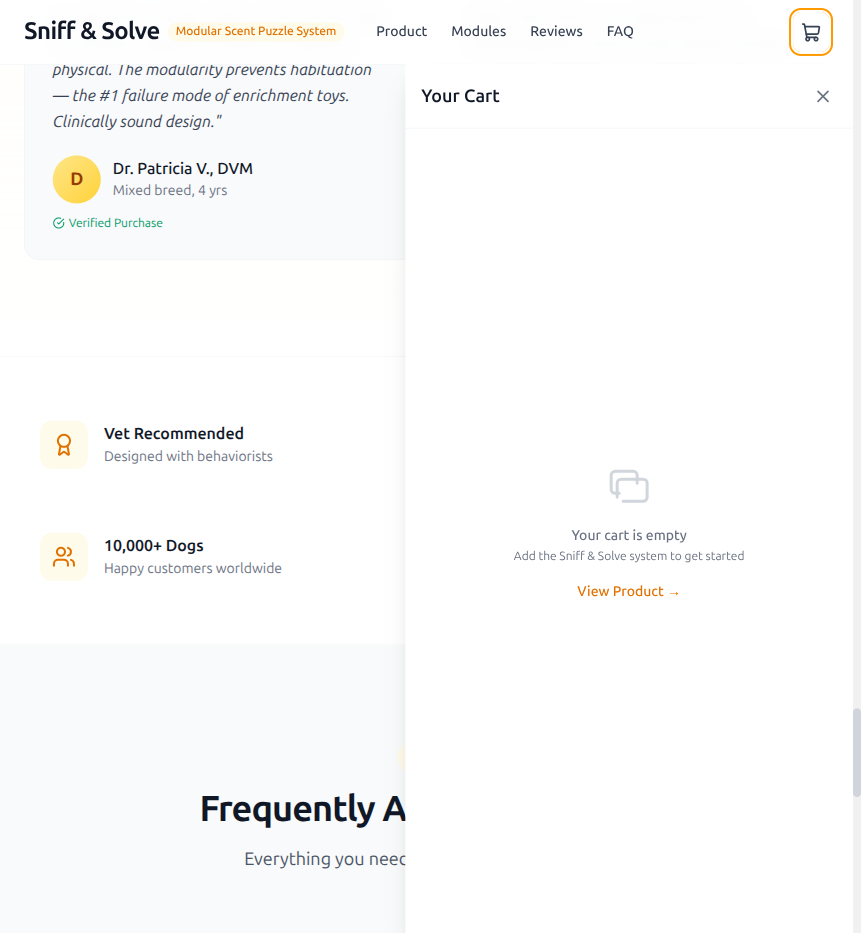 Sniff & Solve
Modular Scent Puzzle System
Product
Modules
Reviews
FAQ
physical. The modularity prevents habituation
— the #1 failure mode of enrichment toys.
Clinically sound design."
D
Dr. Patricia V., DVM
Mixed breed, 4 yrs
Verified Purchase
Vet Recommended
Designed with behaviorists
10,000+ Dogs
Happy customers worldwide
Frequently A
Everything you need
Your Cart
Your cart is empty
Add the Sniff & Solve system to get started
View Product →